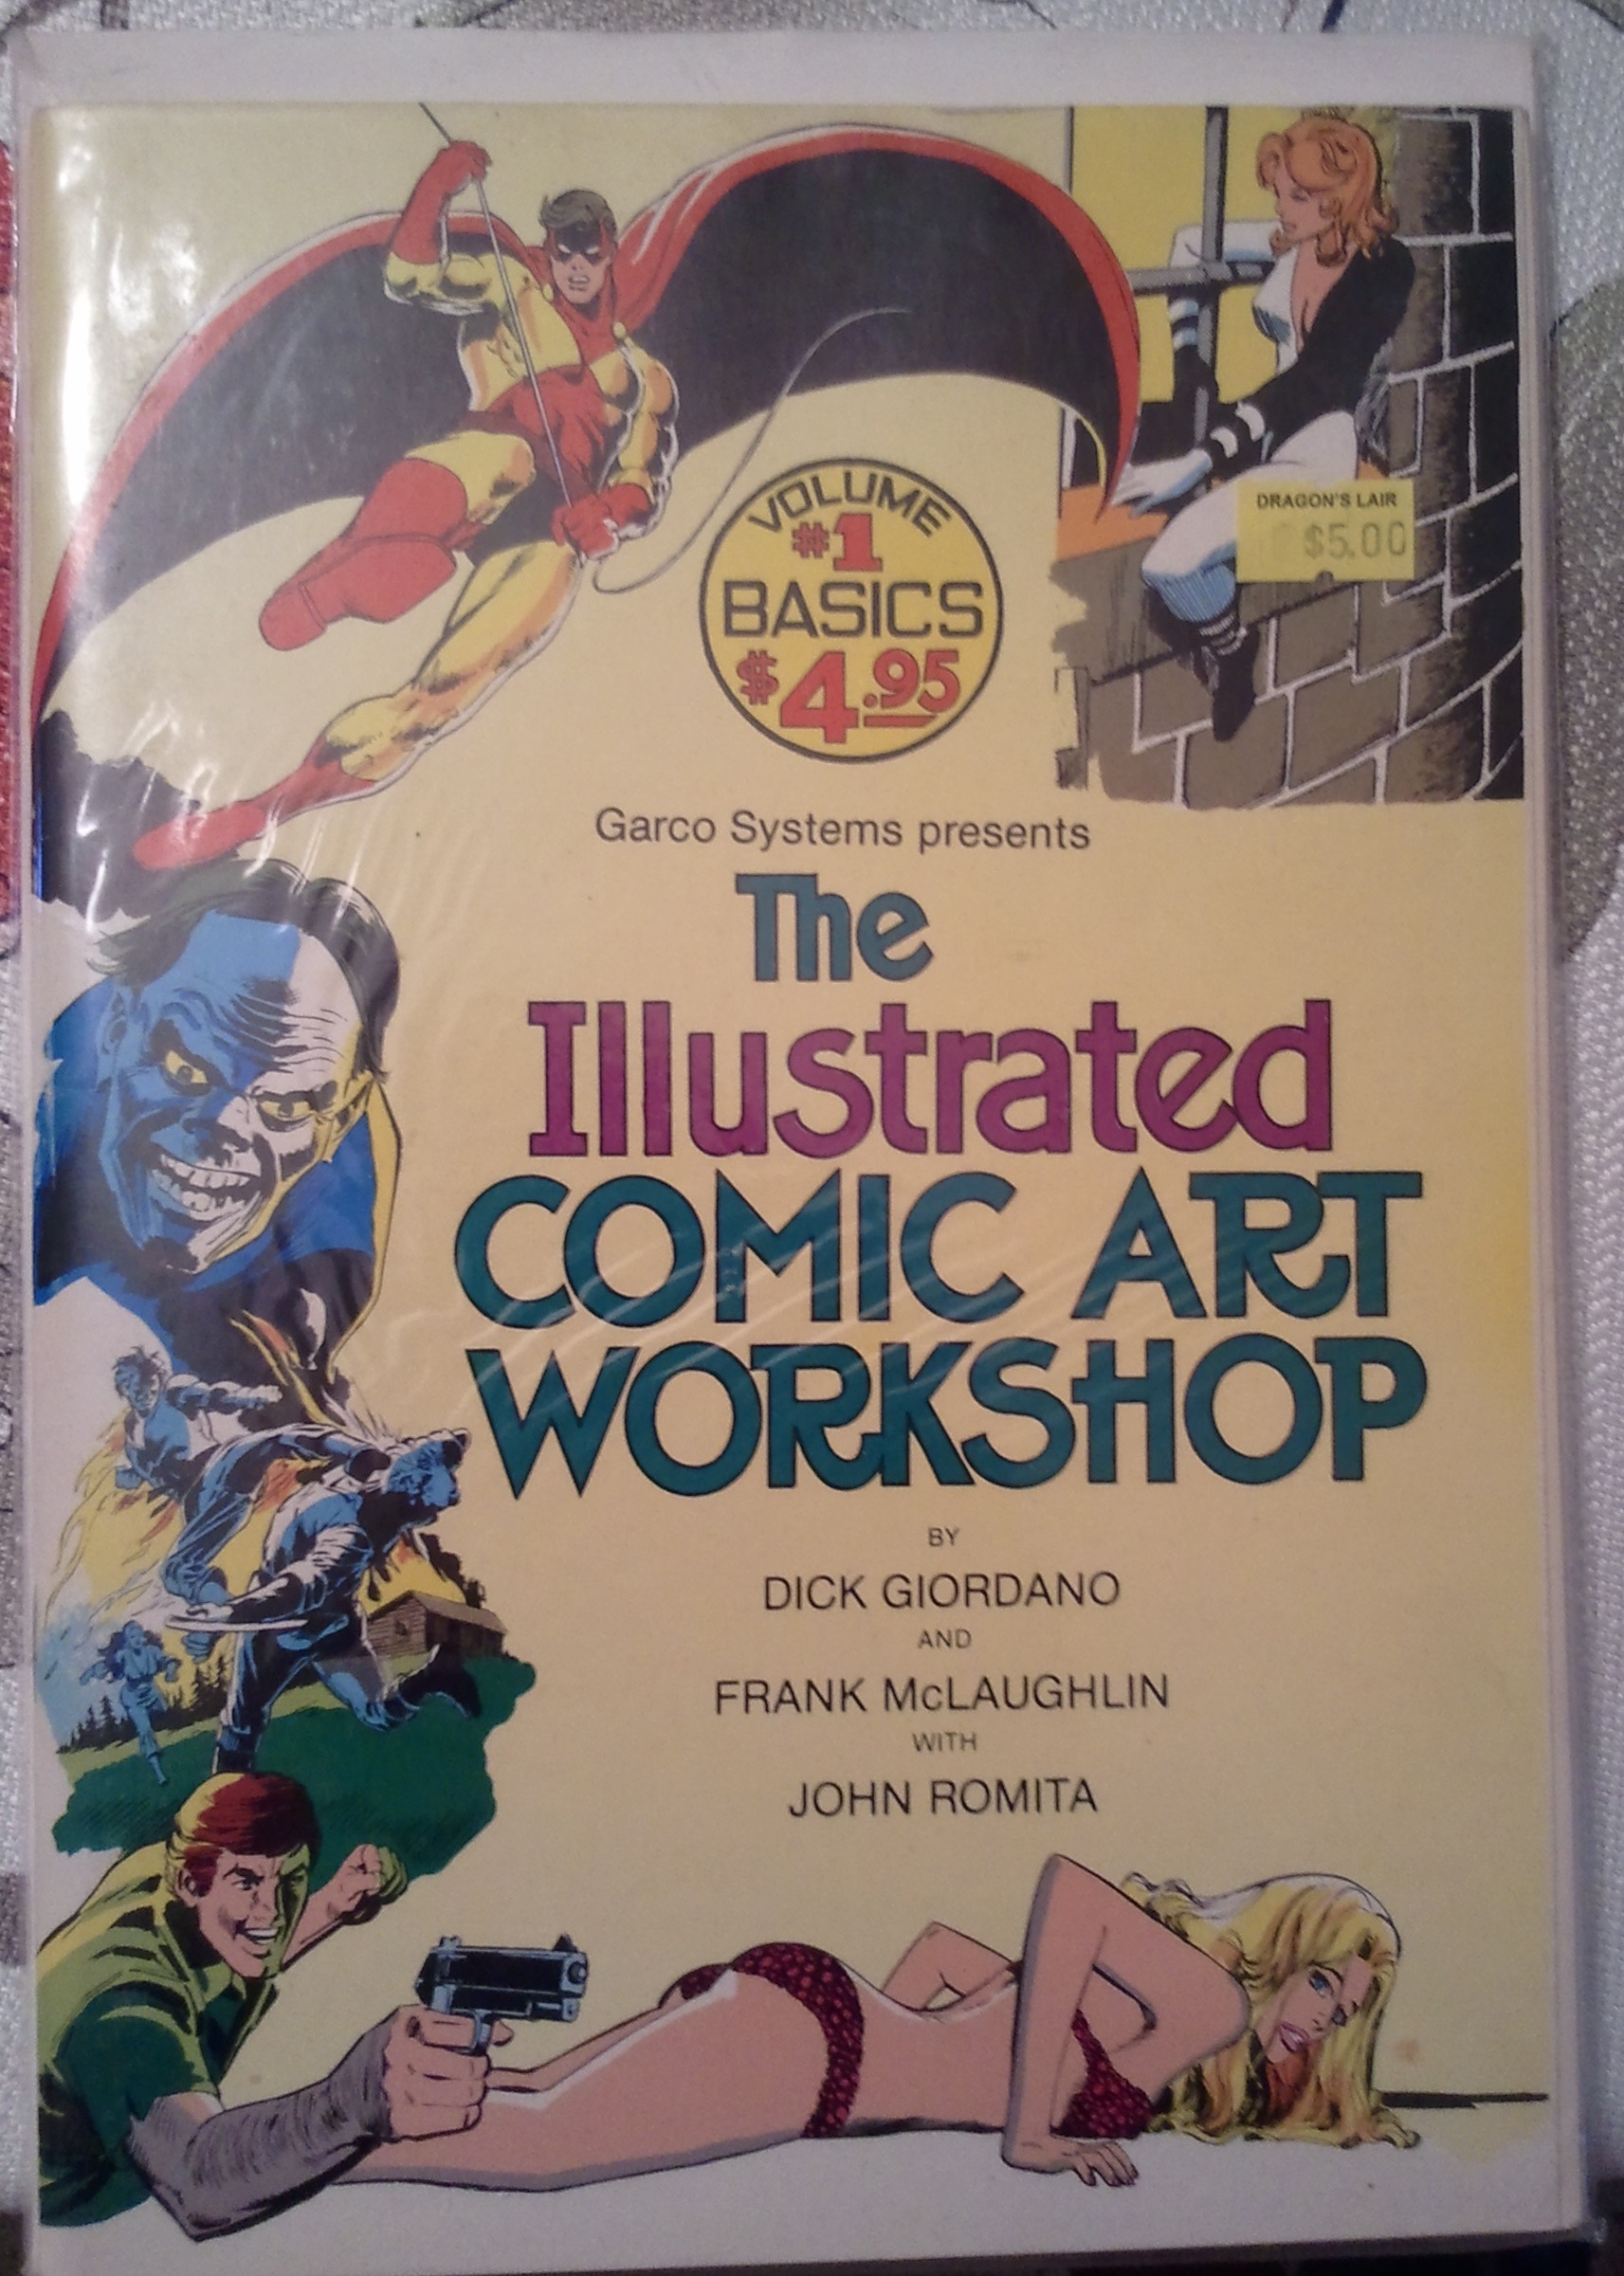 VOLUME
#1
BASICS
$4.95
DRAGON'S LAIR
$5.00
Garco Systems presents
The
Illustrated
COMIC ART
WORKSHOP
BY
DICK GIORDANO
AND
FRANK McLAUGHLIN
WITH
JOHN ROMITA